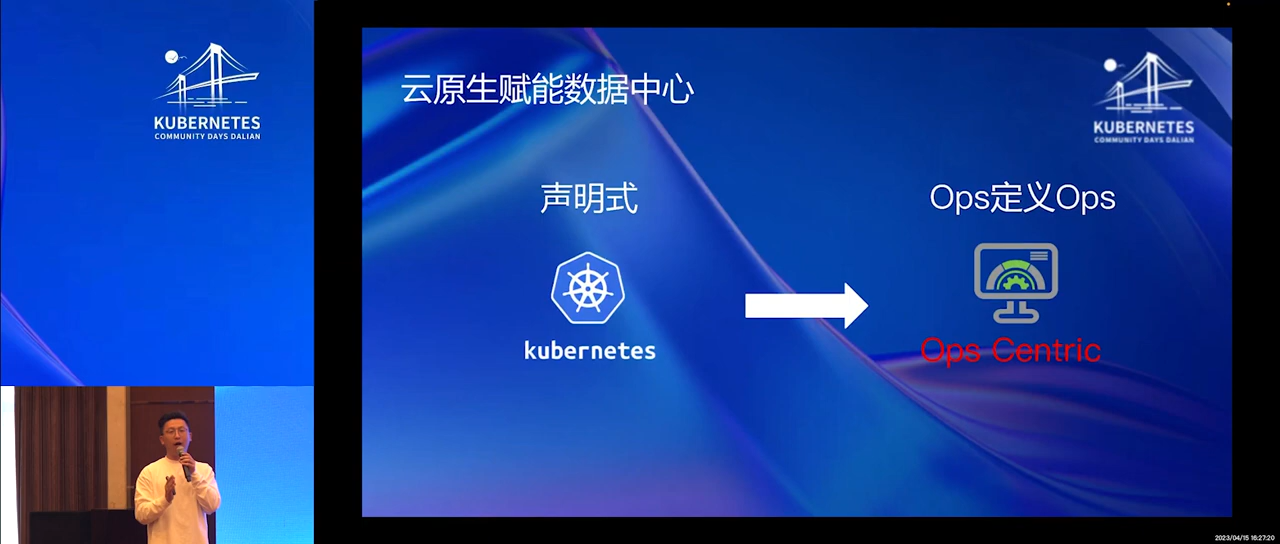 KUBERNETES
COMMUNITY DAYS DALIAN
云原生赋能数据中心
KUBERNETES
COMMUNITY DAYS DALIAN
声明式
Ops定义Ops
kubernetes
Ops Centric
2023/04/15 16:27:20